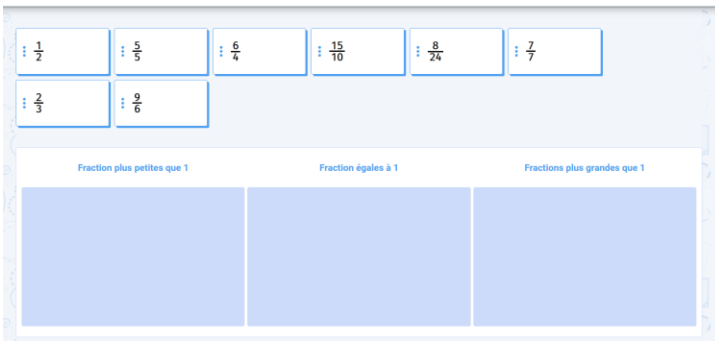 1/2 5/5 6/4 15/10 8/24 7/7
2/3 9/6
Fraction plus petites que 1 Fraction égales à 1 Fractions plus grandes que 1